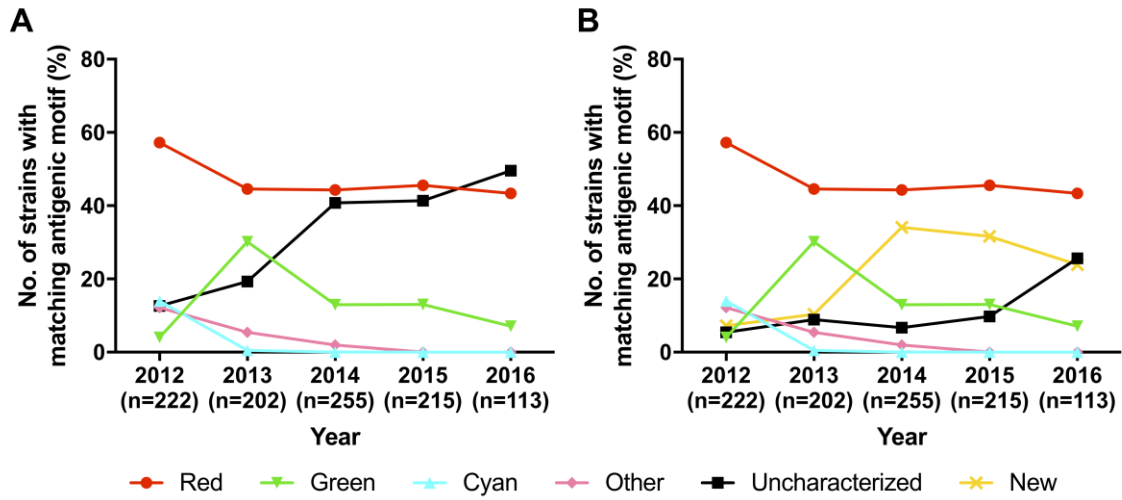 A
No. of strains with
matching antigenic motif (%)
80
60
40
20
0
2012 2013 2014 2015 2016
(n=222) (n=202) (n=255) (n=215) (n=113)
Year
B
No. of strains with
matching antigenic motif (%)
80
60
40
20
0
2012 2013 2014 2015 2016
(n=222) (n=202) (n=255) (n=215) (n=113)
Year
Red Green Cyan Other Uncharacterized New